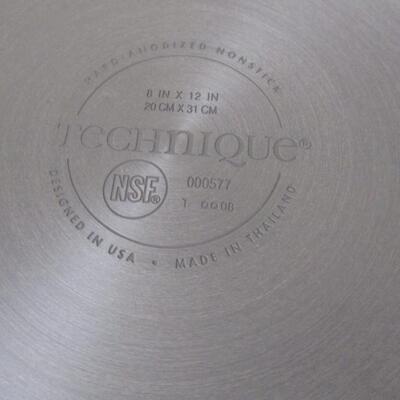 HARD-ANODIZED NONSTICK
8 IN X 12 IN
20 CM X 31 CM
TECHNIQUE®
NSF®
000577
T 0008
DESIGNED IN USA • MADE IN THAILAND